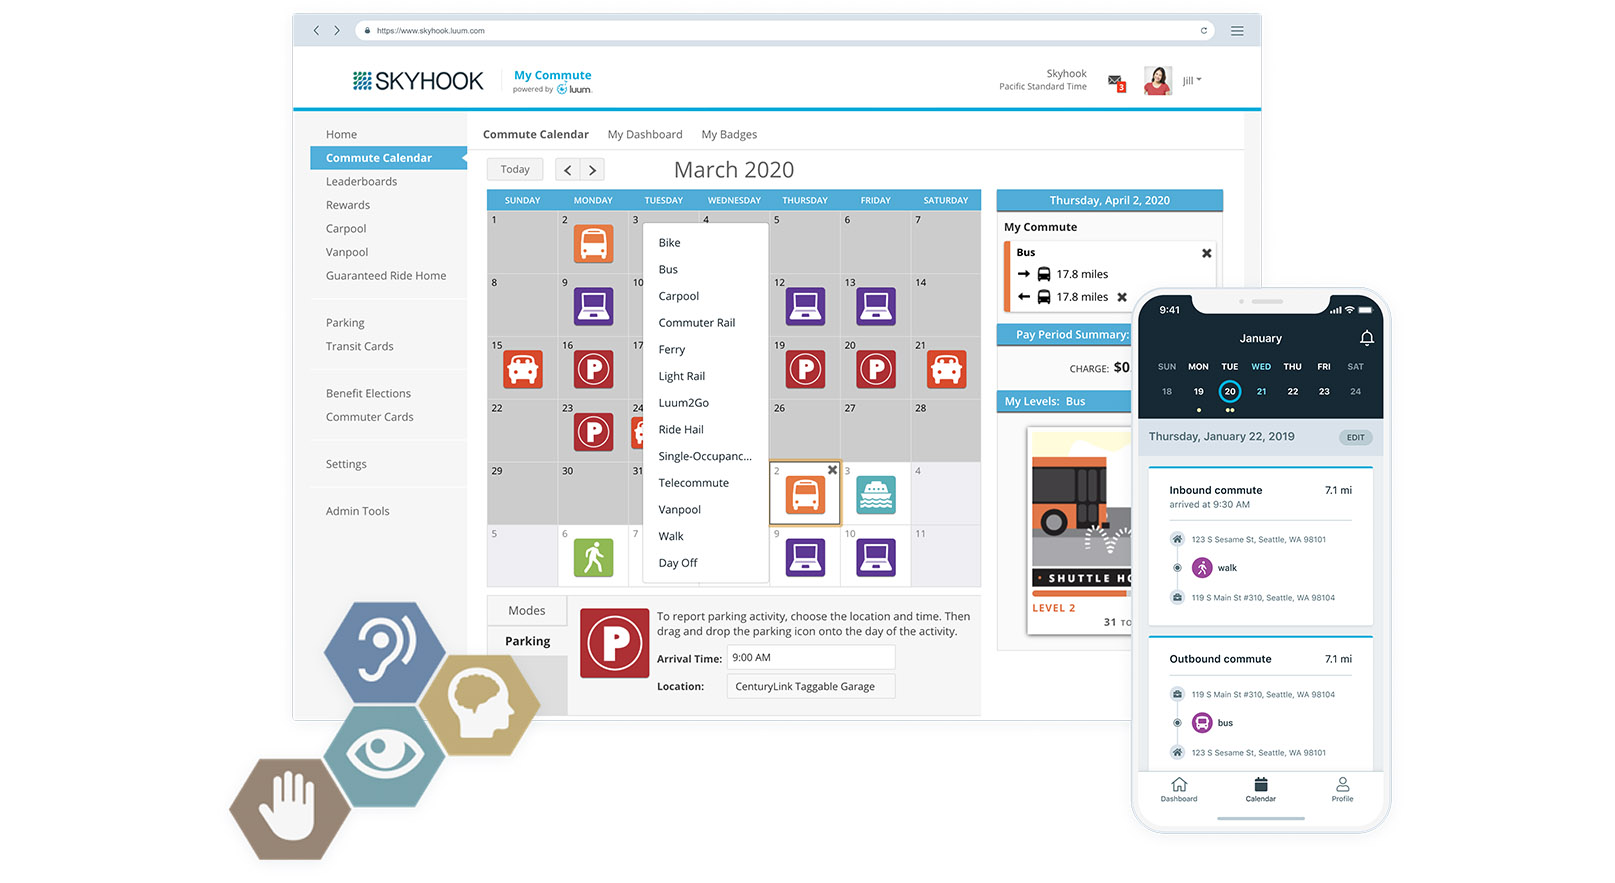 https://www.skyhook.luum.com
SKYHOOK
My Commute
powered by luum.
Skyhook
Pacific Standard Time
3
Jill
Home
Commute Calendar
Leaderboards
Rewards
Carpool
Vanpool
Guaranteed Ride Home
Parking
Transit Cards
Benefit Elections
Commuter Cards
Settings
Admin Tools
Commute Calendar My Dashboard My Badges
Today
March 2020
SUNDAY MONDAY TUESDAY WEDNESDAY THURSDAY FRIDAY SATURDAY
1 2 3 4 5 6 7
8 9 10 12 13 14
15 16 17 19 20 21
P P P
22 23 24 26 27 28
P
29 30 31 2 3 4
5 6 7 9 10 11
Bike
Bus
Carpool
Commuter Rail
Ferry
Light Rail
Luum2Go
Ride Hail
Single-Occupanc...
Telecommute
Vanpool
Walk
Day Off
Modes
Parking
P
To report parking activity, choose the location and time. Then
drag and drop the parking icon onto the day of the activity.
Arrival Time: 9:00 AM
Location: CenturyLink Taggable Garage
Thursday, April 2, 2020
My Commute
Bus
17.8 miles
17.8 miles
Pay Period Summary:
CHARGE: $0.
My Levels: Bus
SHUTTLE HO
LEVEL 2
31 TO
9:41
January
SUN MON TUE WED THU FRI SAT
18 19 20 21 22 23 24
Thursday, January 22, 2019
EDIT
Inbound commute 7.1 mi
arrived at 9:30 AM
123 S Sesame St, Seattle, WA 98101
walk
119 S Main St #310, Seattle, WA 98104
Outbound commute 7.1 mi
119 S Main St #310, Seattle, WA 98104
bus
123 S Sesame St, Seattle, WA 98101
Dashboard Calendar Profile